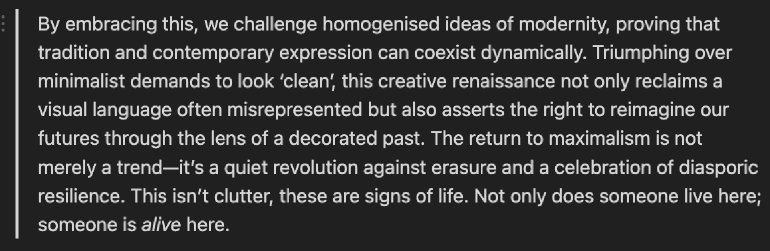 By embracing this, we challenge homogenised ideas of modernity, proving that
tradition and contemporary expression can coexist dynamically. Triumphing over
minimalist demands to look ‘clean’, this creative renaissance not only reclaims a
visual language often misrepresented but also asserts the right to reimagine our
futures through the lens of a decorated past. The return to maximalism is not
merely a trend—it’s a quiet revolution against erasure and a celebration of diasporic
resilience. This isn’t clutter, these are signs of life. Not only does someone live here;
someone is alive here.